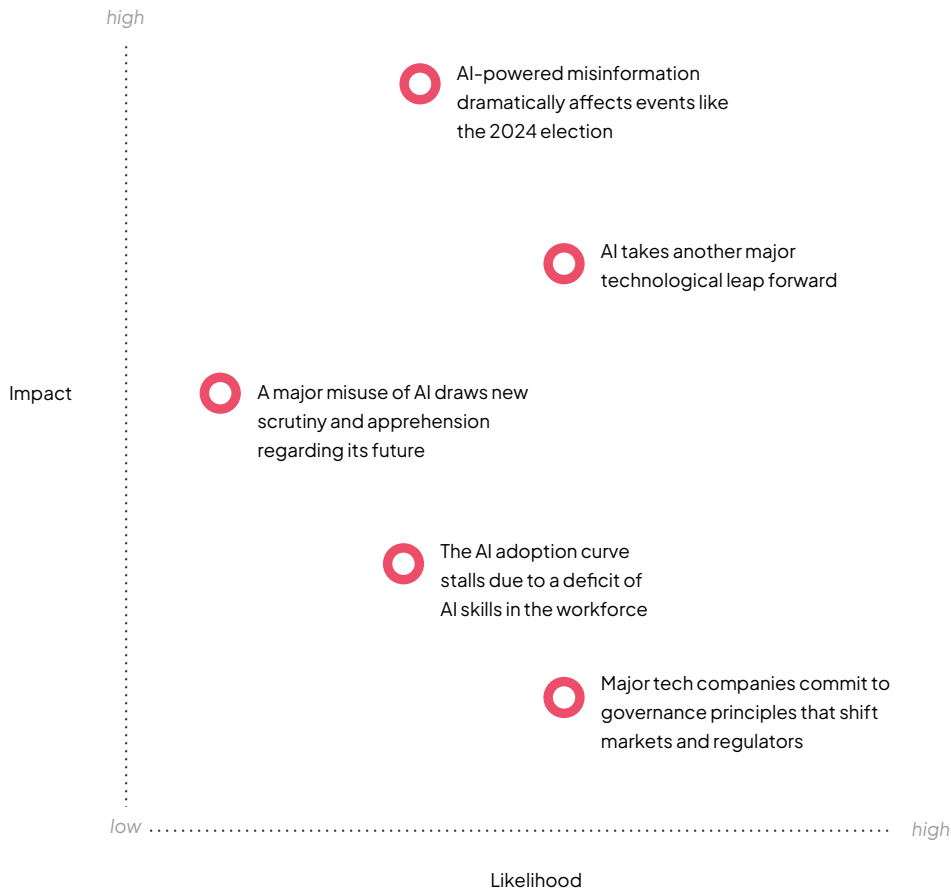 high
AI-powered misinformation
dramatically affects events like
the 2024 election
AI takes another major
technological leap forward
Impact
A major misuse of AI draws new
scrutiny and apprehension
regarding its future
The AI adoption curve
stalls due to a deficit of
AI skills in the workforce
Major tech companies commit to
governance principles that shift
markets and regulators
low
high
Likelihood